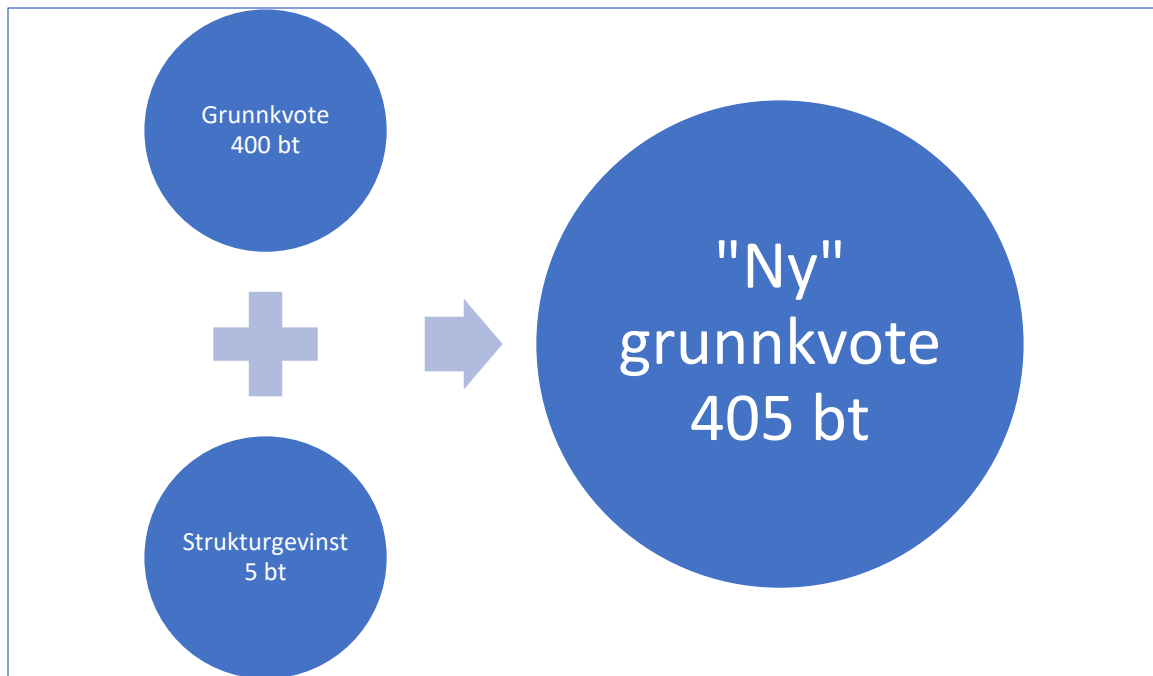 Grunnkvote
400 bt
Strukturgevinst
5 bt
"Ny"
grunnkvote
405 bt